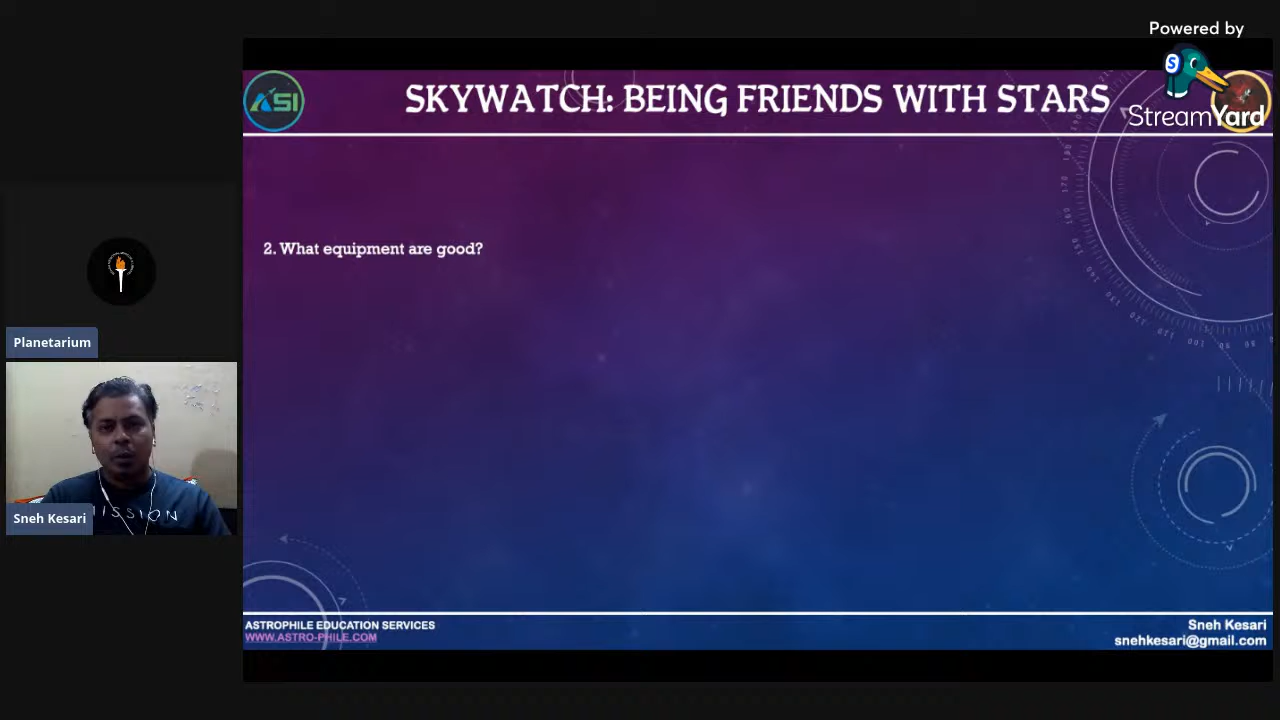 Powered by
StreamYard
ASI
SKYWATCH: BEING FRIENDS WITH STARS
2. What equipment are good?
Planetarium
MISSION
Sneh Kesari
ASTROPHILE EDUCATION SERVICES
WWW.ASTRO-PHILE.COM
Sneh Kesari
snehkesari@gmail.com